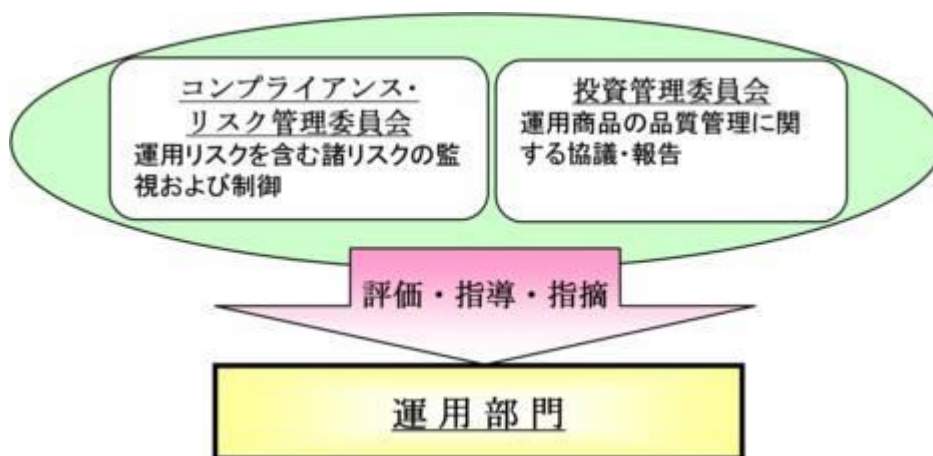 コンプライアンス・
リスク管理委員会
運用リスクを含む諸リスクの監
視および制御
投資管理委員会
運用商品の品質管理に関
する協議・報告
評価・指導・指摘
運用部門